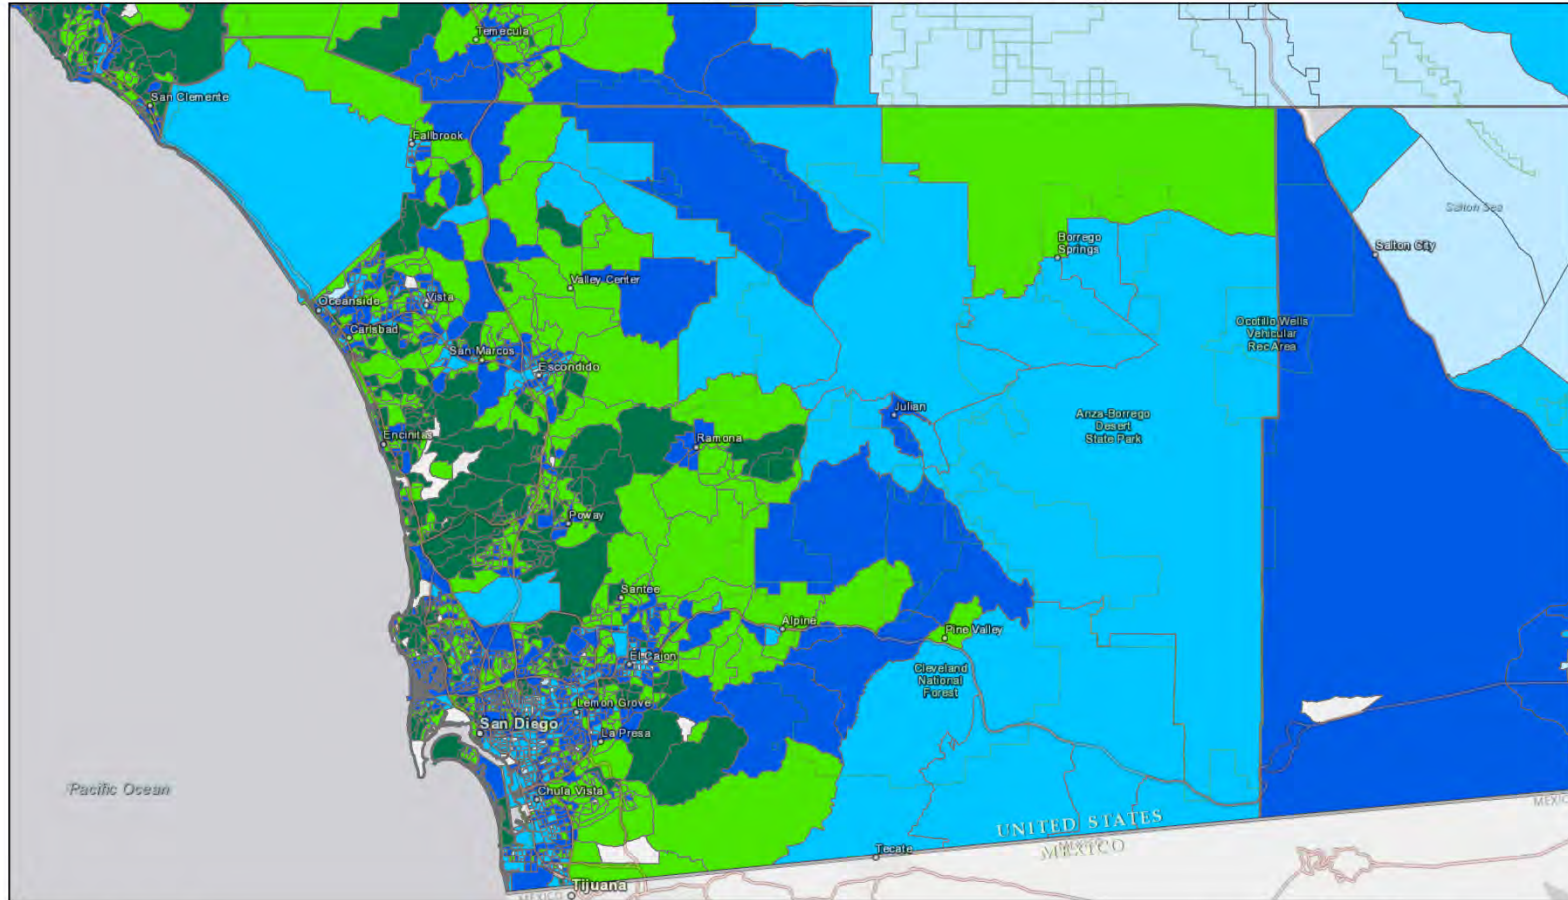 Temecula
San Clemente
Fallbrook
Salton Sea
Borrego
Springs
Salton City
Valley Center
Oceanside
Vista
Carlsbad
Ocotillo Wells
Vehicular
Rec Area
San Marcos
Escondido
Julian
Anza-Borrego
Desert
State Park
Encinitas
Ramona
Poway
Santee
Alpine
Pine Valley
El Cajon
Cleveland
National
Forest
Lemon Grove
San Diego
La Presa
Pacific Ocean
Chula Vista
UNITED STATES
MEXICO
Tecate
Tijuana
MEXICO